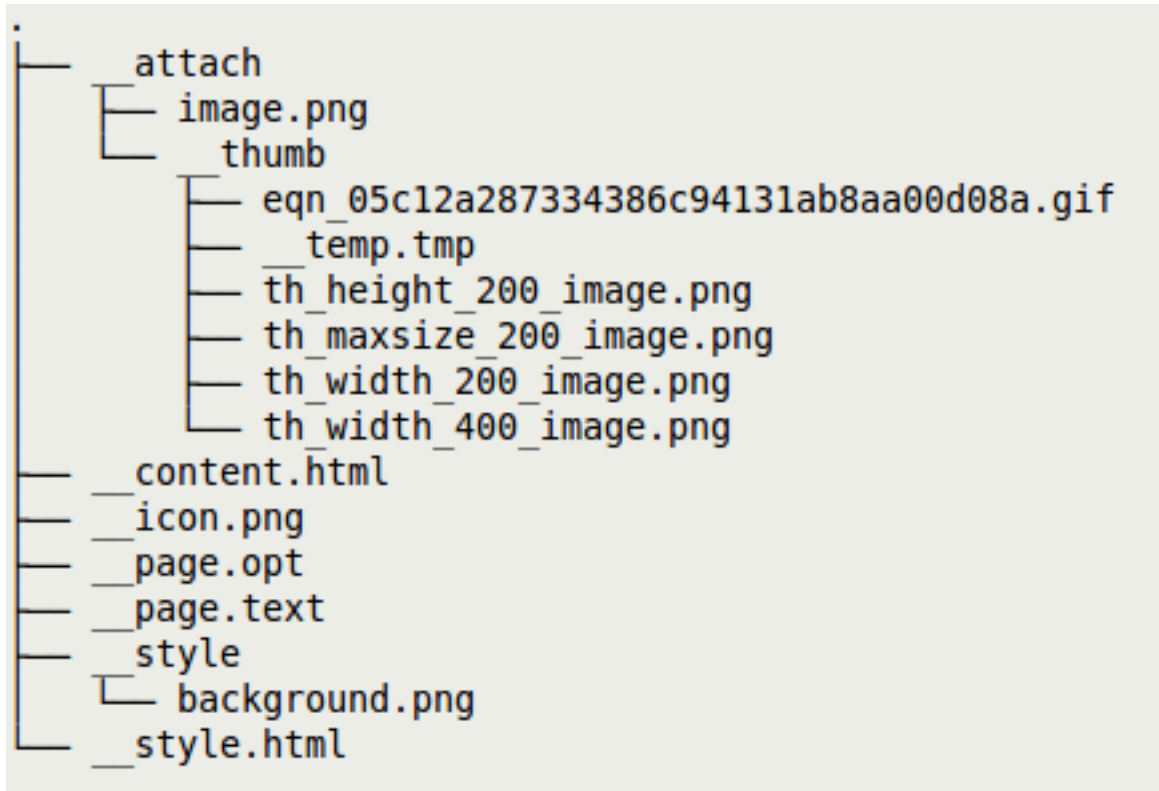 .
├── __attach
│   ├── image.png
│   └── __thumb
│       ├── eqn_05c12a287334386c94131ab8aa00d08a.gif
│       ├── __temp.tmp
│       ├── th_height_200_image.png
│       ├── th_maxsize_200_image.png
│       ├── th_width_200_image.png
│       └── th_width_400_image.png
├── __content.html
├── __icon.png
├── __page.opt
├── __page.text
├── __style
│   └── background.png
└── __style.html